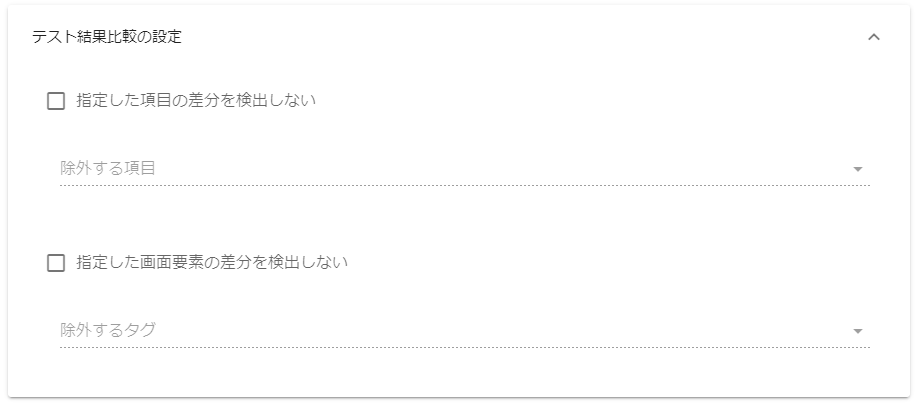 テスト結果比較の設定
指定した項目の差分を検出しない
除外する項目
指定した画面要素の差分を検出しない
除外するタグ